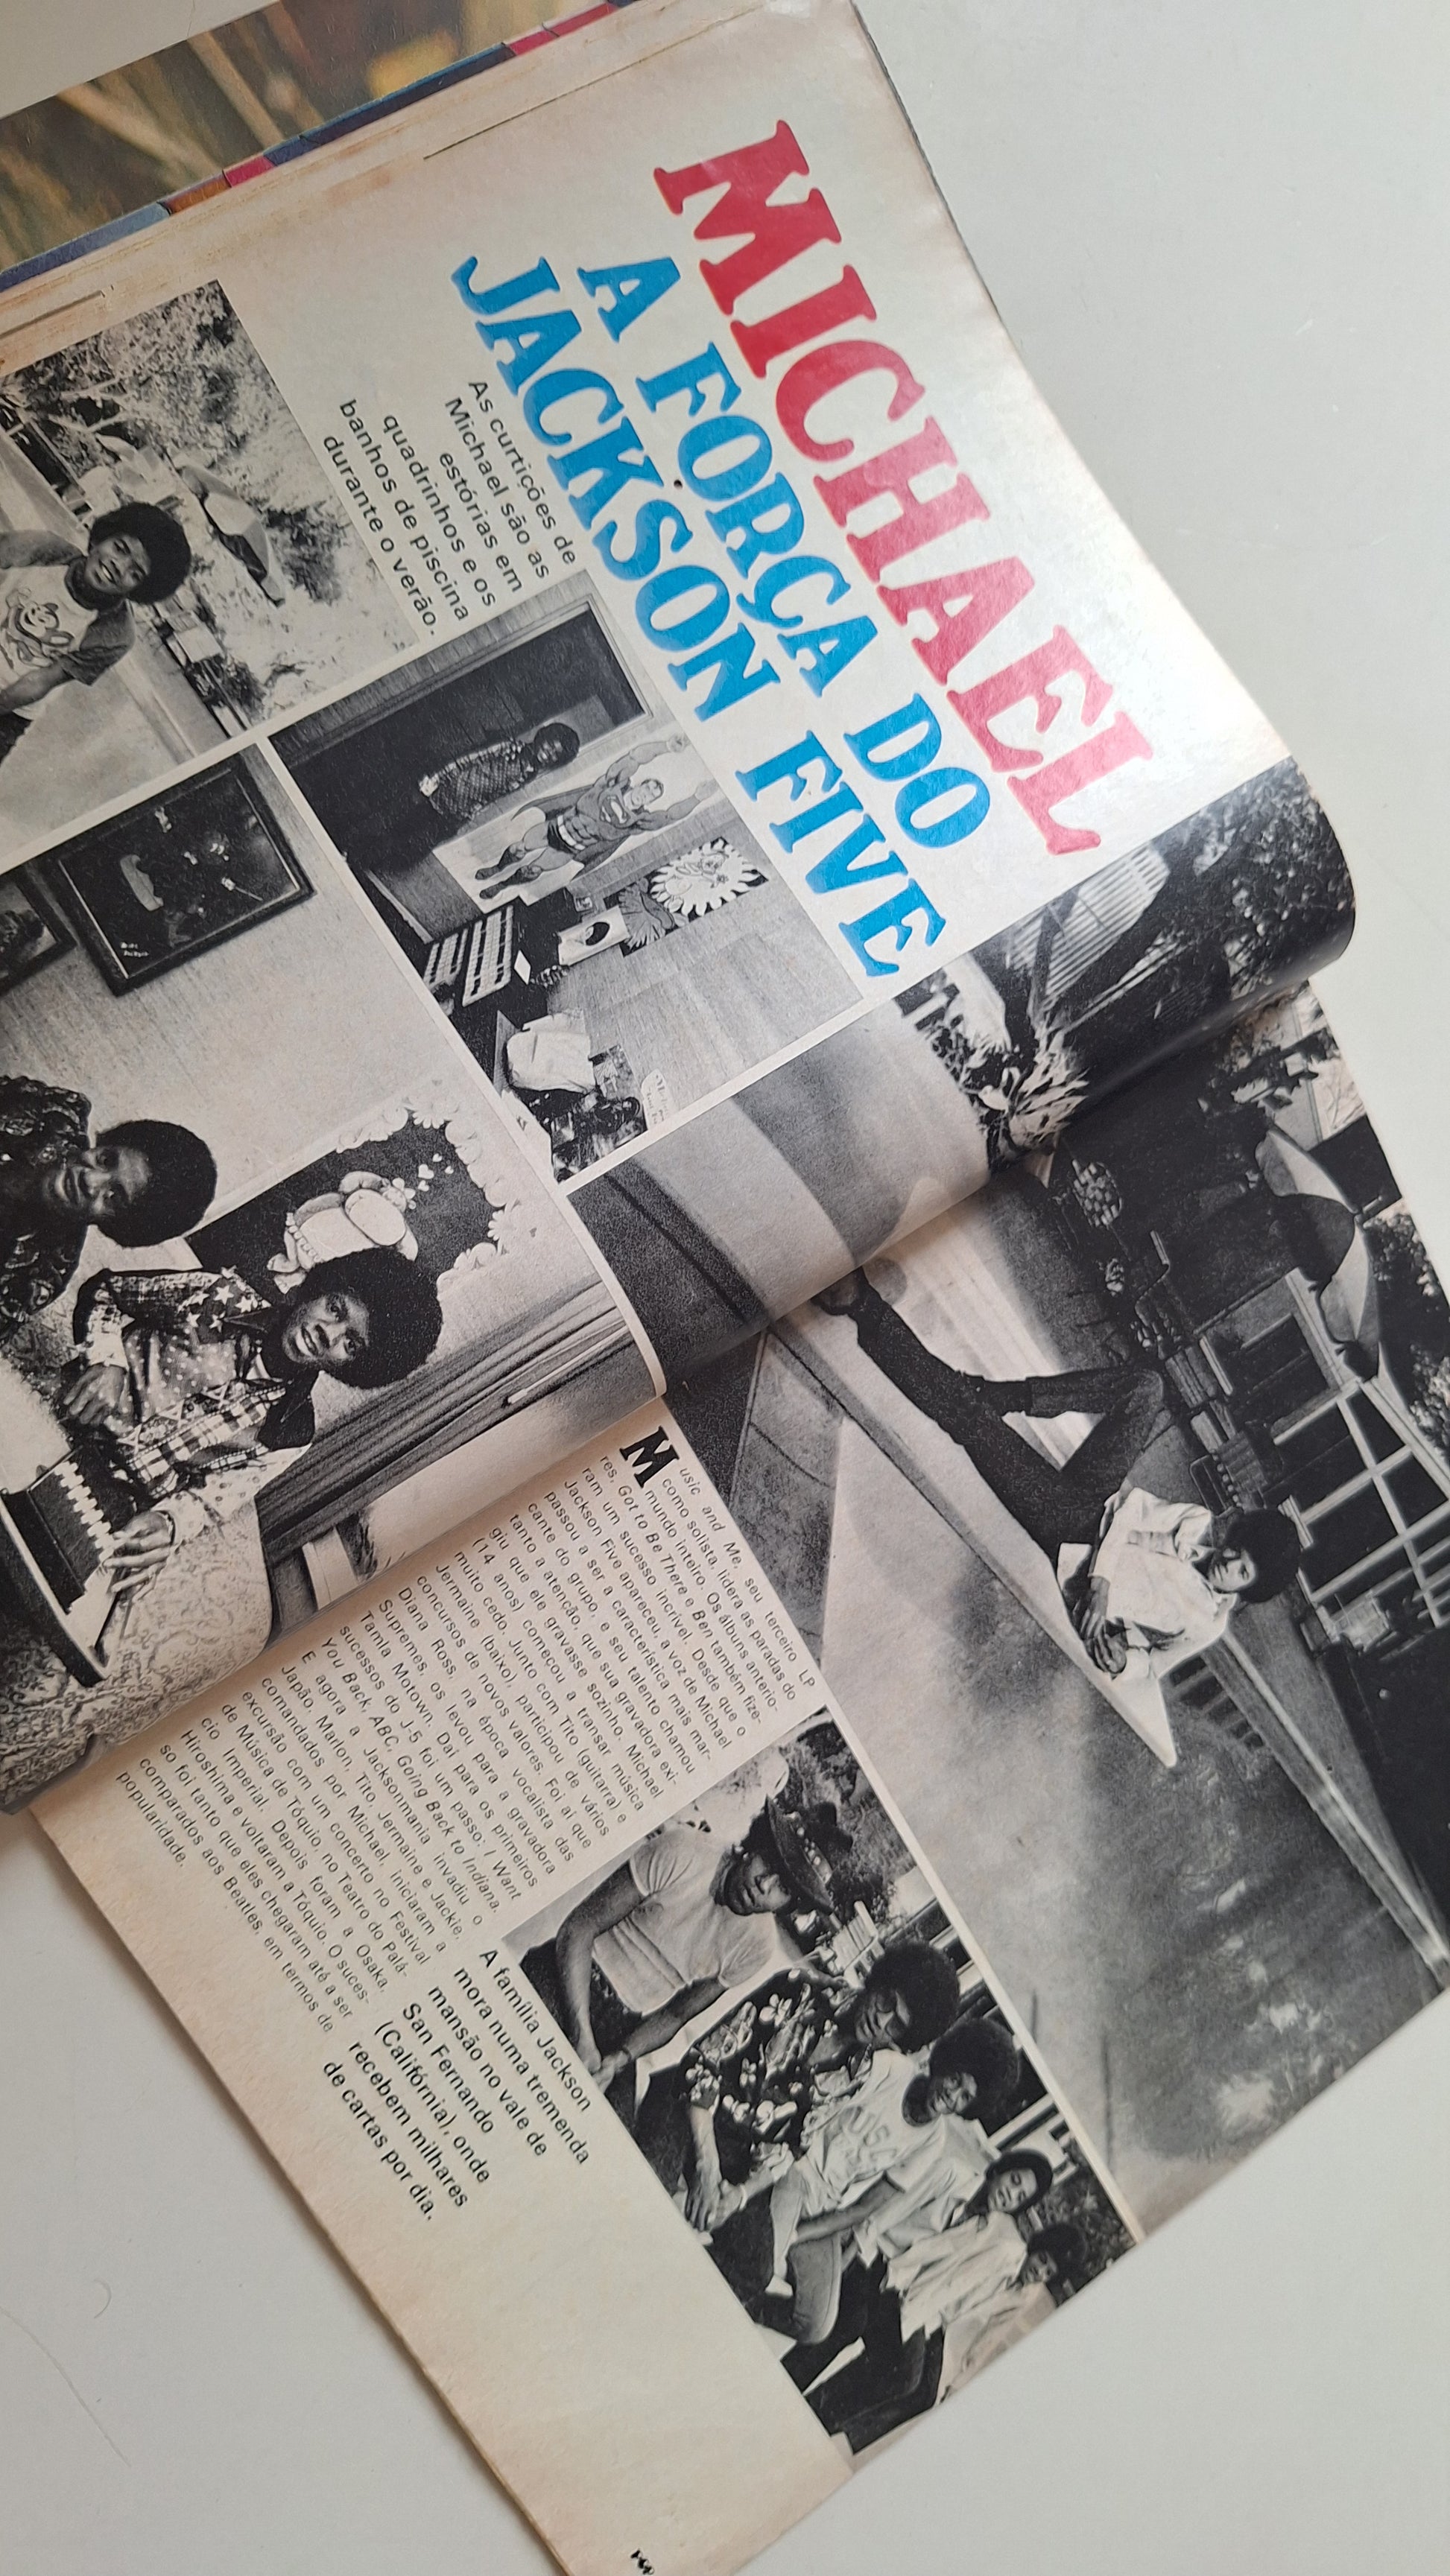 MICHAEL
A FORÇA DO
JACKSON FIVE
As curtições de
Michael são as
estórias em
quadrinhos e os
banhos de piscina
durante o verão.
Music and Me, seu terceiro LP
como solista, lidera as paradas do
mundo inteiro. Os álbuns anterio-
res, Got to Be There e Ben também fize-
ram um sucesso incrível. Desde que o
Jackson Five apareceu, a voz de Michael
passou a ser a característica mais mar-
cante do grupo, e seu talento chamou
tanto a atenção, que sua gravadora exi-
giu que ele gravasse sozinho. Michael
(14 anos) começou a transar música
muito cedo. Junto com Tito (guitarra) e
Jermaine (baixo), participou de vários
concursos de novos valores. Foi aí que
Diana Ross, na época vocalista das
Supremes, os levou para a gravadora
Tamla Motown. Daí para os primeiros
sucessos do J-5 foi um passo: I Want
You Back, ABC, Going Back to Indiana.
E agora a Jacksonmania invadiu o
Japão. Marlon, Tito, Jermaine e Jackie,
comandados por Michael, iniciaram a
excursão com um concerto no Festival
de Música de Tóquio, no Teatro do Palá-
cio Imperial. Depois foram a Osaka,
Hiroshima e voltaram a Tóquio. O suces-
so foi tanto que eles chegaram até a ser
comparados aos Beatles, em termos de
popularidade.
A família Jackson
mora numa tremenda
mansão no vale de
San Fernando
(Califórnia), onde
recebem milhares
de cartas por dia.